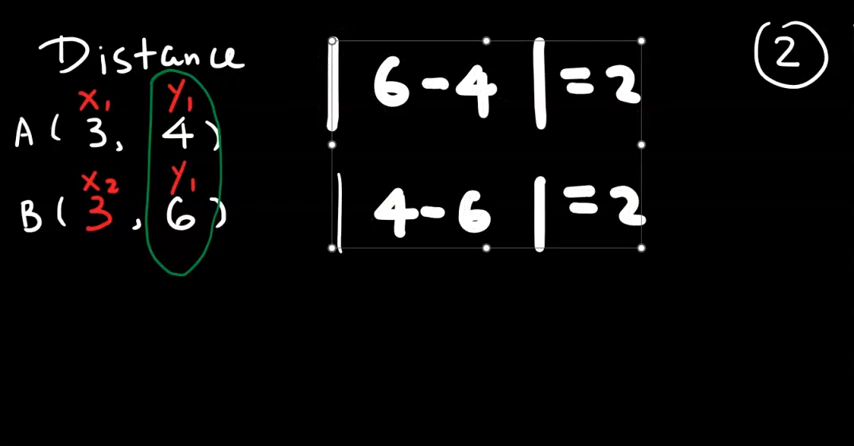 Distance
x₁ y₁
A ( 3, 4 )
x₂ y₁
B ( 3 , 6 )
| 6 - 4 | = 2
| 4 - 6 | = 2
2